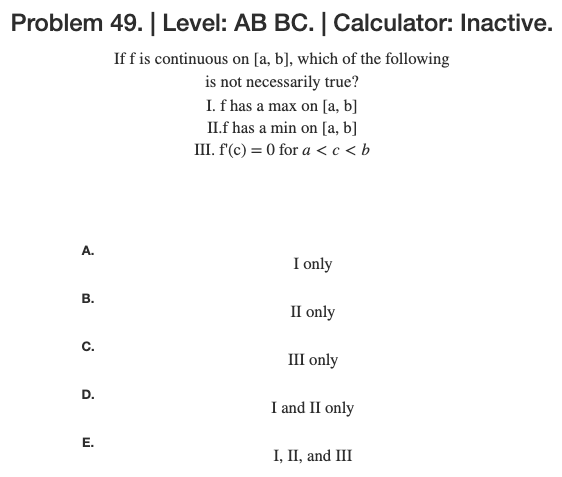 Problem 49. | Level: AB BC. | Calculator: Inactive.
If f is continuous on [a, b], which of the following
is not necessarily true?
I. f has a max on [a, b]
II.f has a min on [a, b]
III. f'(c) = 0 for a < c < b
A.
I only
B.
II only
C.
III only
D.
I and II only
E.
I, II, and III